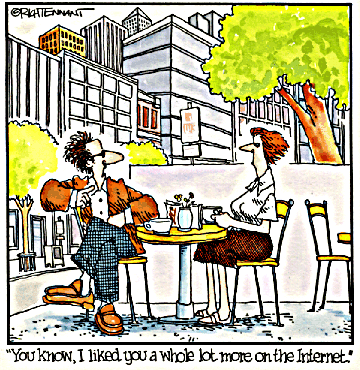 ©RICHTENNANT
"You know, I liked you a whole lot more on the Internet."